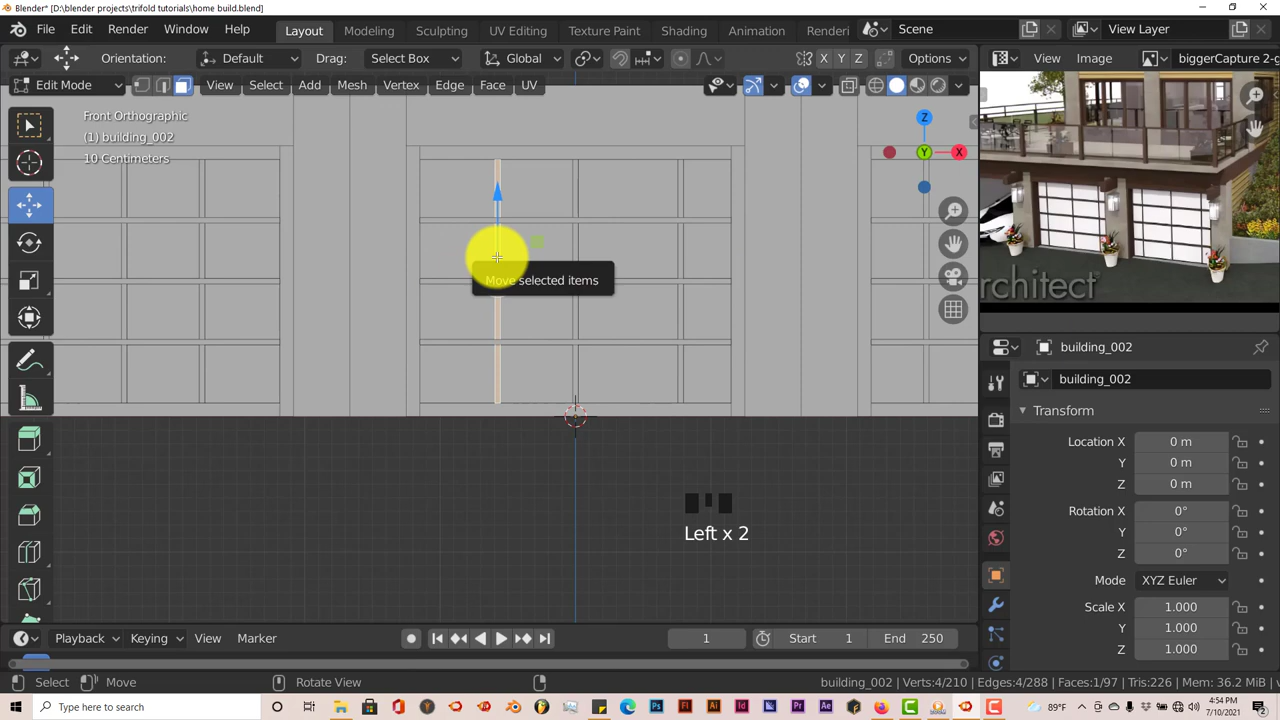 Blender* [D:\blender projects\trifold tutorials\home build.blend]
File Edit Render Window Help Layout Modeling Sculpting UV Editing Texture Paint Shading Animation Renderi Scene View Layer
Orientation: Default Drag: Select Box Global X Y Z Options View Image biggerCapture 2-g
Edit Mode View Select Add Mesh Vertex Edge Face UV
Front Orthographic
(1) building_002
10 Centimeters
Z
Y X
Move selected items
architect
building_002
building_002
Transform
Location X 0 m
Y 0 m
Z 0 m
Rotation X 0°
Y 0°
Z 0°
Mode XYZ Euler
Scale X 1.000
Y 1.000
Z 1.000
Left x 2
Playback Keying View Marker 1 Start 1 End 250
Select Move Rotate View building_002 | Verts:4/210 | Edges:4/288 | Faces:1/97 | Tris:226 | Mem: 36.2 MiB
Type here to search 89°F 4:54 PM
7/10/2021